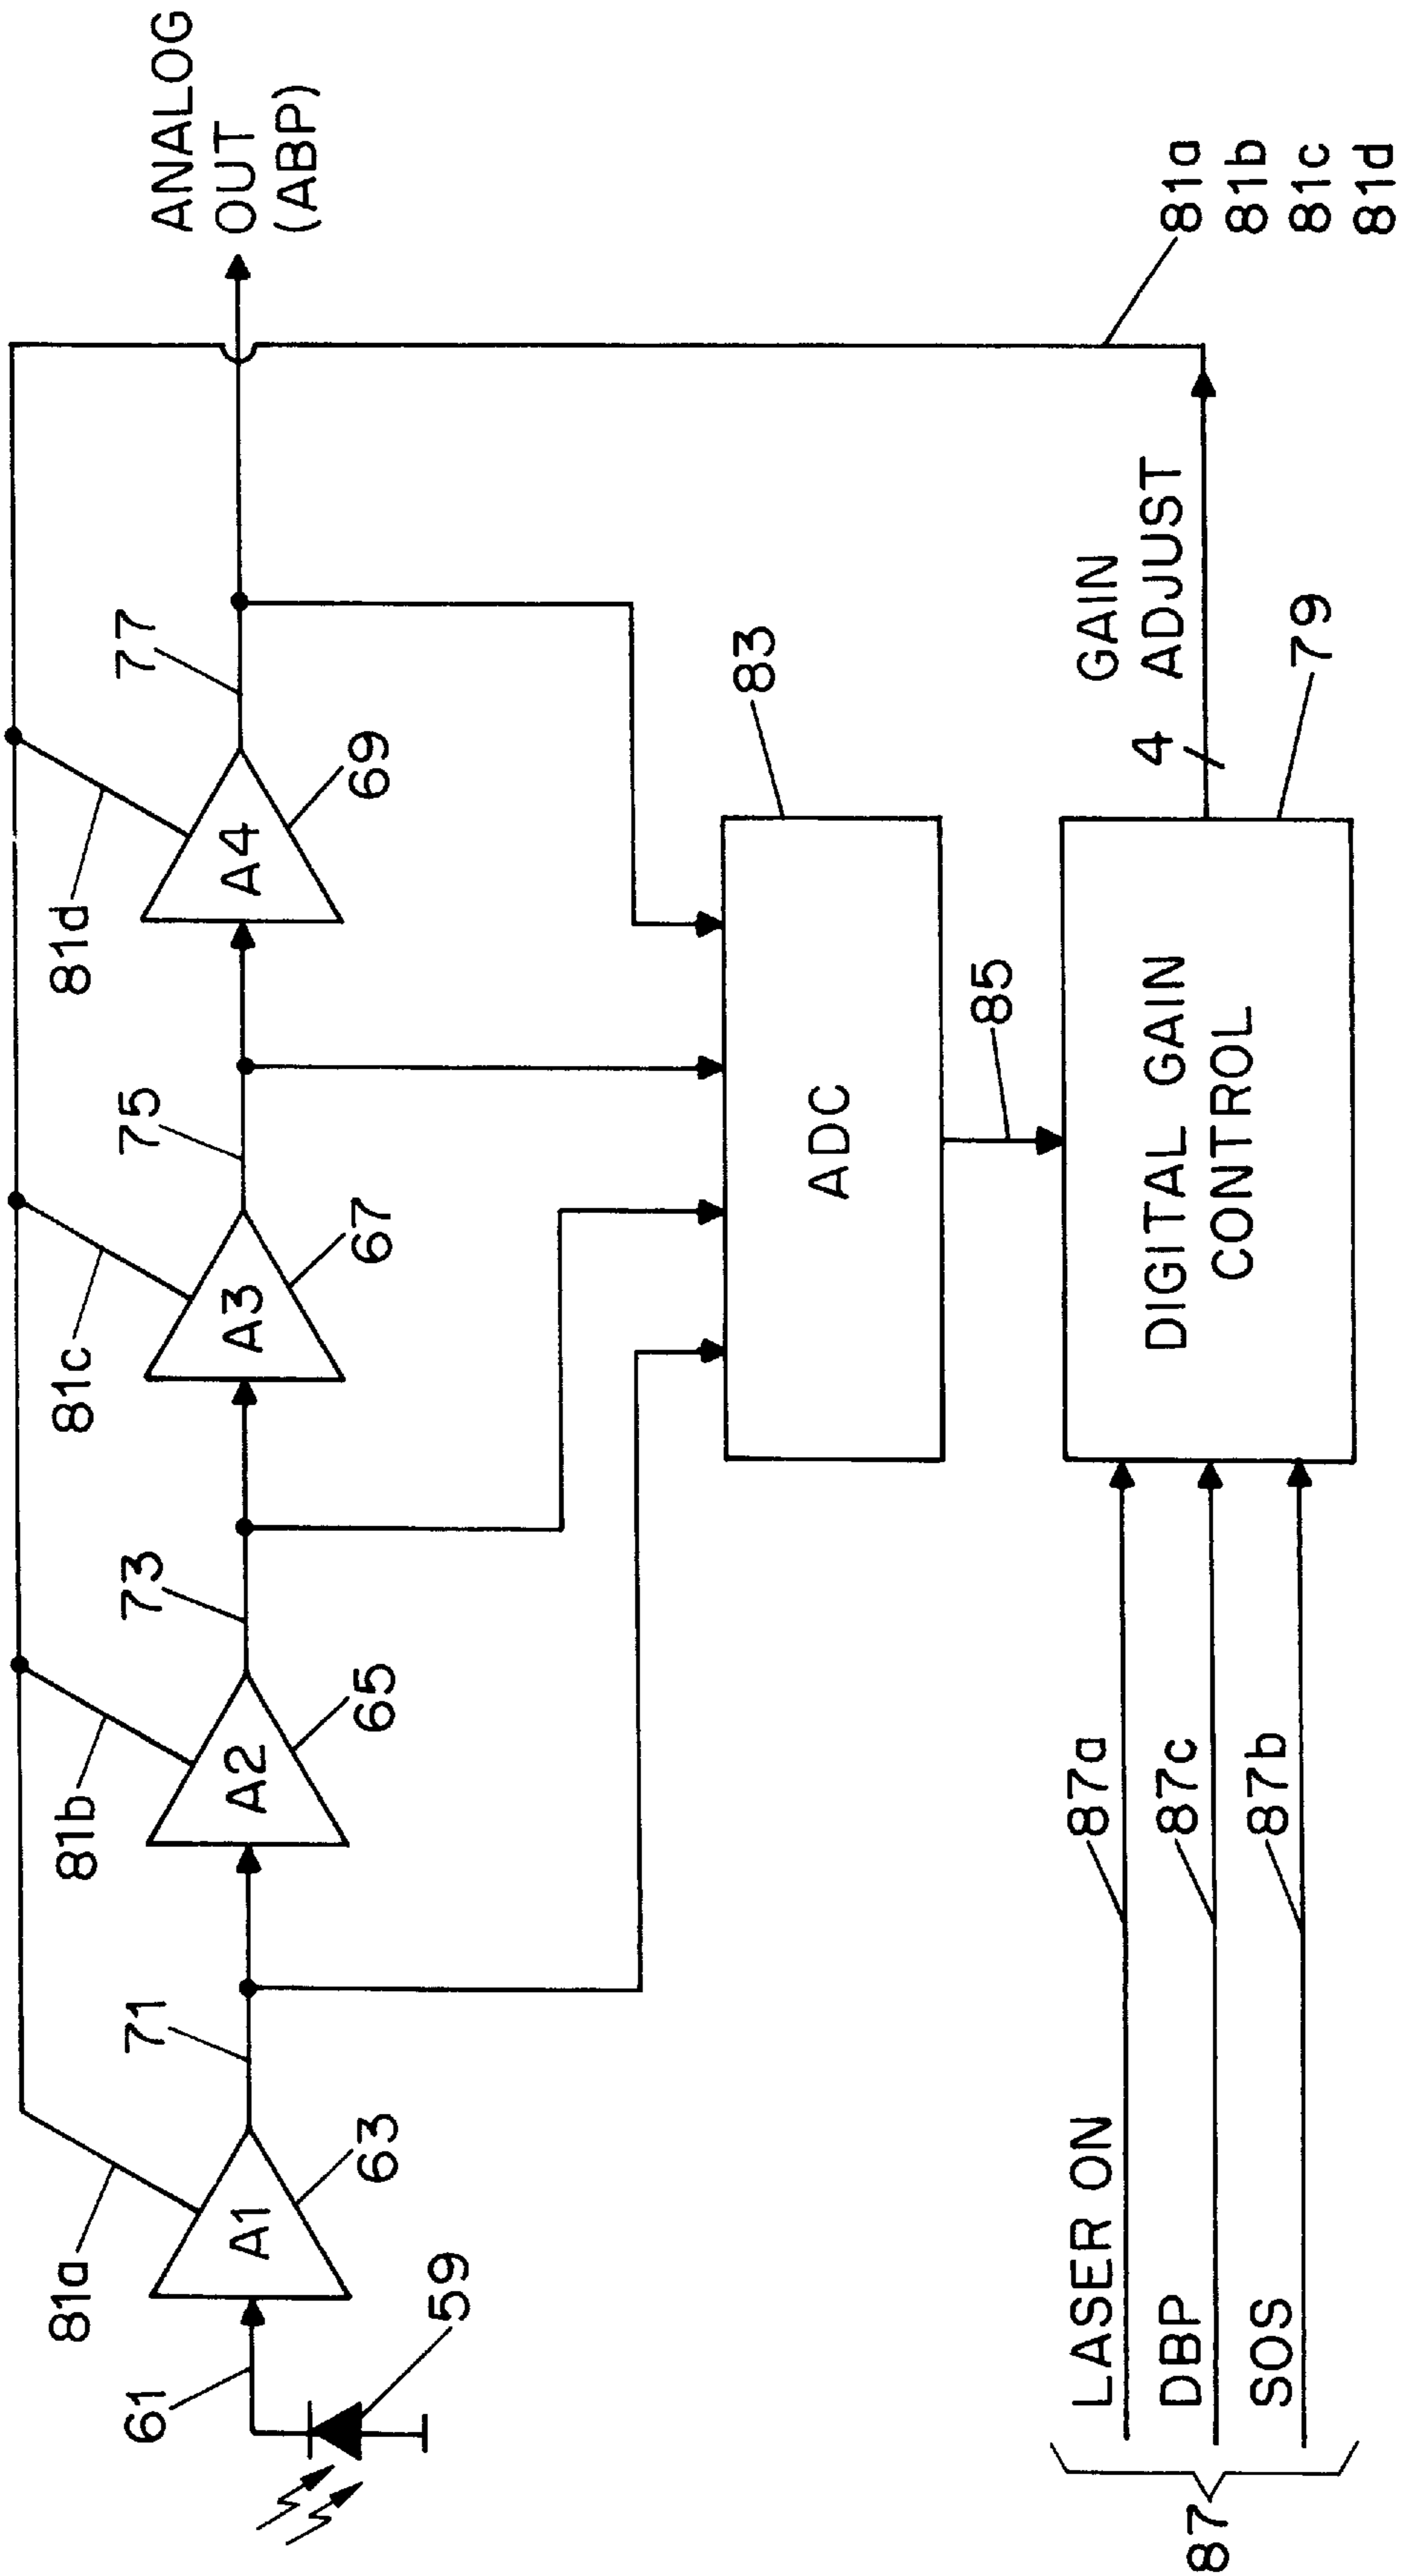 81a
81b
81c
81d
ANALOG
OUT
(ABP)
61
A1
71
A2
73
A3
75
A4
77
59
63
65
67
69
ADC
83
85
GAIN
ADJUST
4
81a
81b
81c
81d
LASER ON
87a
DBP
87c
SOS
87b
87
DIGITAL GAIN
CONTROL
79